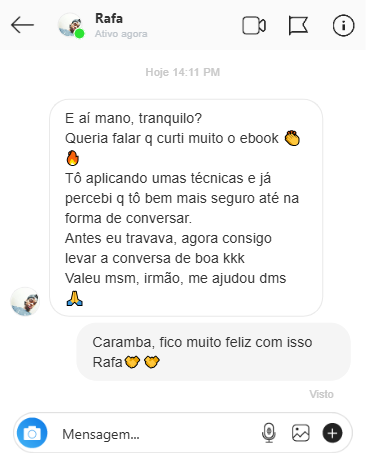 Rafa
Ativo agora
Hoje 14:11 PM
E aí mano, tranquilo?
Queria falar q curti muito o ebook 👏
🔥
Tô aplicando umas técnicas e já
percebi q tô bem mais seguro até na
forma de conversar.
Antes eu travava, agora consigo
levar a conversa de boa kkk
Valeu msm, irmão, me ajudou dms
🙏
Caramba, fico muito feliz com isso
Rafa
Visto
Mensagem...